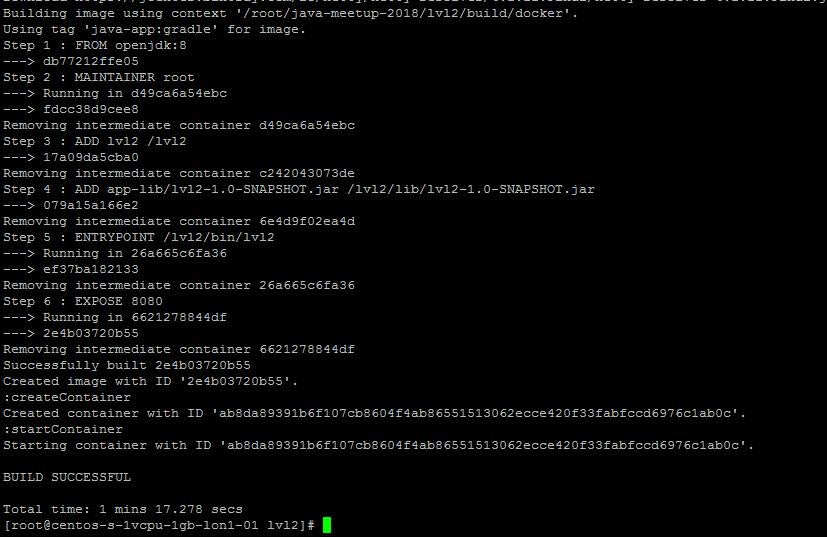 Building image using context '/root/java-meetup-2018/lvl2/build/docker'.
Using tag 'java-app:gradle' for image.
Step 1 : FROM openjdk:8
---> db77212ffe05
Step 2 : MAINTAINER root
---> Running in d49ca6a54ebc
---> fdcc38d9cee8
Removing intermediate container d49ca6a54ebc
Step 3 : ADD lvl2 /lvl2
---> 17a09da5cba0
Removing intermediate container c242043073de
Step 4 : ADD app-lib/lvl2-1.0-SNAPSHOT.jar /lvl2/lib/lvl2-1.0-SNAPSHOT.jar
---> 079a15a166e2
Removing intermediate container 6e4d9f02ea4d
Step 5 : ENTRYPOINT /lvl2/bin/lvl2
---> Running in 26a665c6fa36
---> ef37ba182133
Removing intermediate container 26a665c6fa36
Step 6 : EXPOSE 8080
---> Running in 6621278844df
---> 2e4b03720b55
Removing intermediate container 6621278844df
Successfully built 2e4b03720b55
Created image with ID '2e4b03720b55'.
:createContainer
Created container with ID 'ab8da89391b6f107cb8604f4ab86551513062ecce420f33fabfccd6976c1ab0c'.
:startContainer
Starting container with ID 'ab8da89391b6f107cb8604f4ab86551513062ecce420f33fabfccd6976c1ab0c'.
BUILD SUCCESSFUL
Total time: 1 mins 17.278 secs
[root@centos-s-1vcpu-1gb-lon1-01 lvl2]#